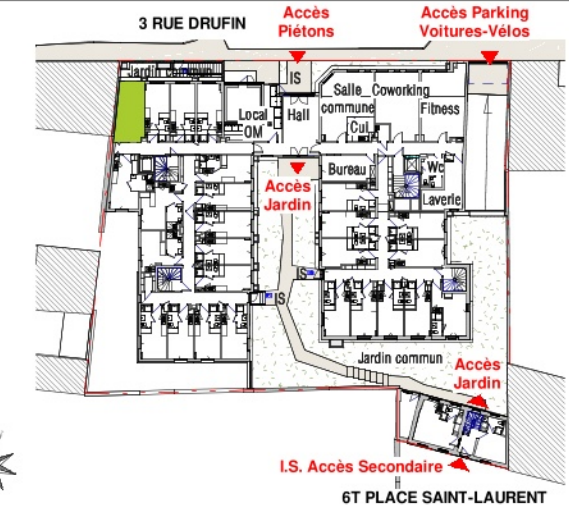 3 RUE DRUFIN
Accès
Piétons
Accès Parking
Voitures-Vélos
Jardin commun
IS
Local
OM
Hall
Salle
commune
Coworking
Fitness
Cui
Bureau
Wc
Laverie
Accès
Jardin
IS
IS
Jardin commun
Accès
Jardin
I.S. Accès Secondaire
6T PLACE SAINT-LAURENT